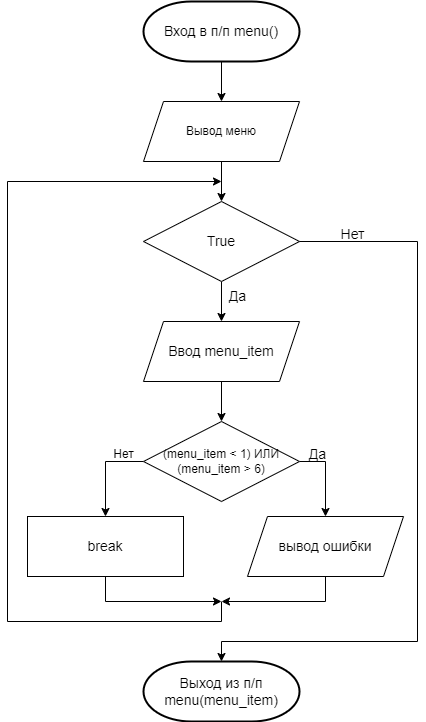 Вход в п/п menu()
Вывод меню
True
Нет
Да
Ввод menu_item
Нет
(menu_item < 1) ИЛИ
(menu_item > 6)
Да
break
вывод ошибки
Выход из п/п
menu(menu_item)